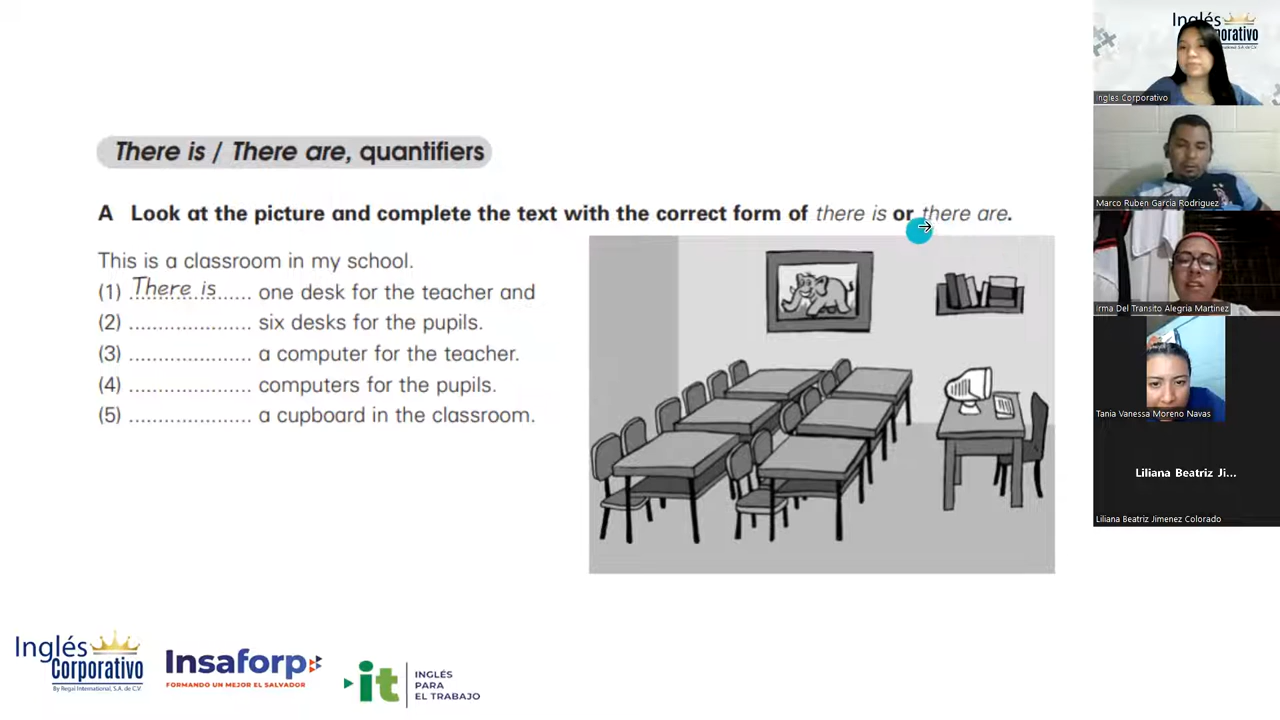 There is / There are, quantifiers
A Look at the picture and complete the text with the correct form of there is or there are.
This is a classroom in my school.
(1) There is ...... one desk for the teacher and
(2) ..................... six desks for the pupils.
(3) ..................... a computer for the teacher.
(4) ..................... computers for the pupils.
(5) ..................... a cupboard in the classroom.
Inglés
Corporativo
By Regal International, S.A. de C.V.
Insaforp
FORMANDO UN MEJOR EL SALVADOR
it
INGLÉS
PARA
EL TRABAJO
Inglés
Ingles Corporativo
Marco Ruben Garcia Rodriguez
Irma Del Transito Alegria Martinez
Tania Vanessa Moreno Navas
Liliana Beatriz Ji...
Liliana Beatriz Jimenez Colorado